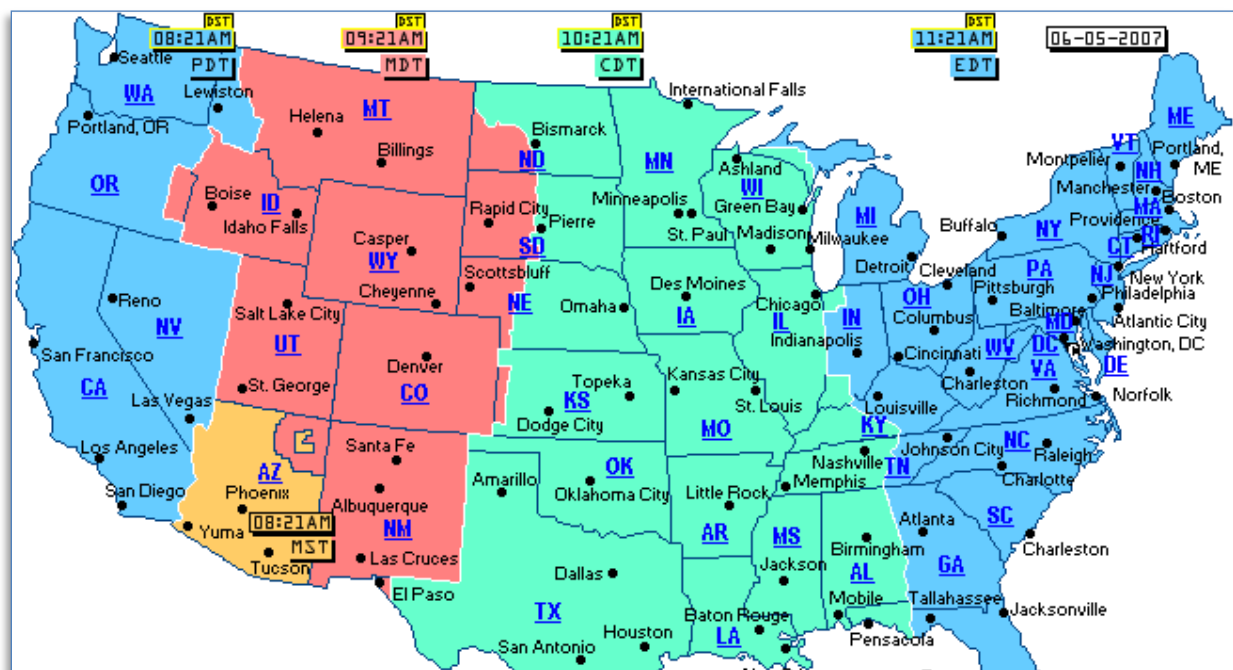 DST
DST
DST
DST
08:21AM
09:21AM
10:21AM
11:21AM
06-05-2007
PDT
MDT
CDT
EDT
Seattle
WA
Lewiston
Portland, OR
OR
Helena
MT
Billings
Boise
ID
Idaho Falls
Casper
WY
Cheyenne
Reno
NV
Salt Lake City
UT
St. George
San Francisco
CA
Las Vegas
Los Angeles
San Diego
Denver
CO
AZ
Phoenix
08:21AM
MST
Yuma
Tucson
Santa Fe
Albuquerque
NM
Las Cruces
El Paso
Bismarck
ND
Rapid City
Pierre
SD
Scottsbluff
NE
Omaha
Topeka
KS
Dodge City
OK
Oklahoma City
Amarillo
Dallas
TX
San Antonio
Houston
International Falls
MN
Minneapolis
St. Paul
Ashland
WI
Green Bay
Madison
Milwaukee
Des Moines
IA
Chicago
IL
Kansas City
St. Louis
MO
Little Rock
AR
Memphis
Nashville
TN
MS
Jackson
Baton Rouge
LA
Birmingham
AL
Mobile
Pensacola
MI
Detroit
IN
Indianapolis
Louisville
KY
Cleveland
OH
Columbus
Cincinnati
WV
Charleston
Johnson City
NC
Raleigh
Charlotte
SC
Charleston
Atlanta
GA
Tallahassee
Jacksonville
ME
VT
Portland,
ME
Montpelier
NH
Manchester
MA
Boston
Providence
RI
CT
Hartford
Buffalo
NY
PA
NJ
New York
Pittsburgh
Philadelphia
Baltimore
MD
Atlantic City
DC
Washington, DC
DE
VA
Richmond
Norfolk